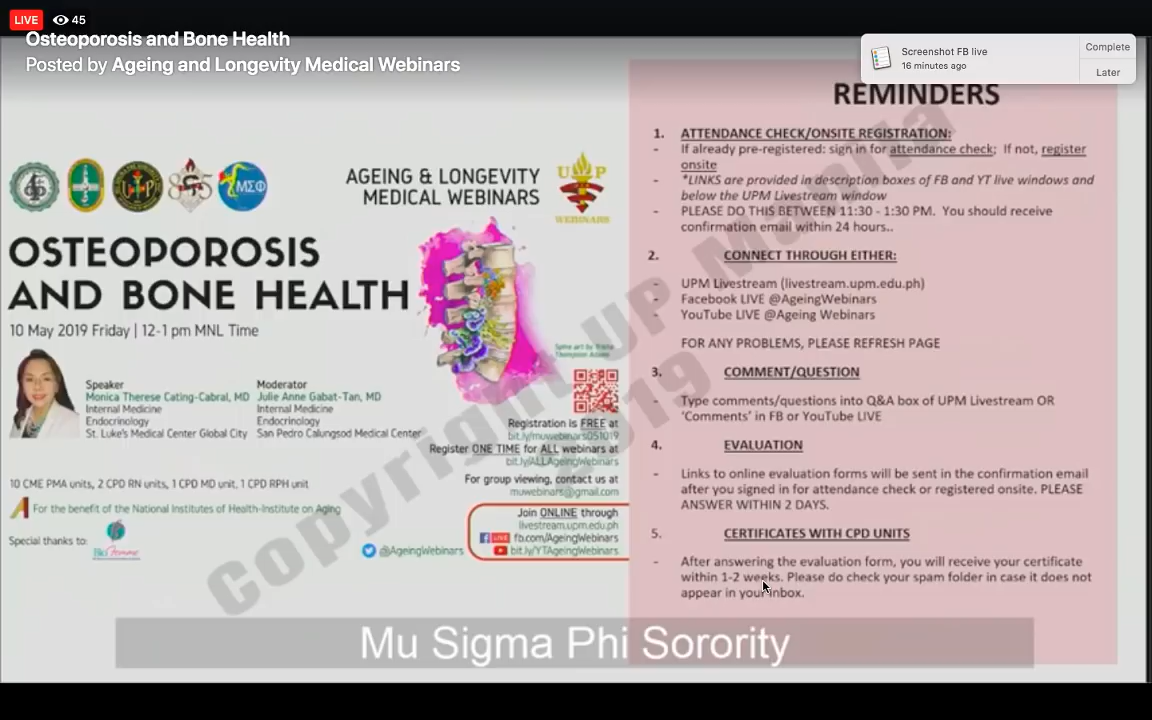 LIVE 45
Osteoporosis and Bone Health
Posted by Ageing and Longevity Medical Webinars
Screenshot FB live
16 minutes ago
Complete
Later
ΜΣΦ
AGEING & LONGEVITY
MEDICAL WEBINARS
UP
WEBINARS
OSTEOPOROSIS
AND BONE HEALTH
10 May 2019 Friday | 12-1 pm MNL Time
Speaker
Monica Therese Cating-Cabral, MD
Internal Medicine
Endocrinology
St. Luke's Medical Center Global City
Moderator
Julie Anne Gabat-Tan, MD
Internal Medicine
Endocrinology
San Pedro Calungsod Medical Center
Registration is FREE at
bit.ly/muwebinars051019
Register ONE TIME for ALL webinars at
bit.ly/ALLAgeingWebinars
For group viewing, contact us at
muwebinars@gmail.com
10 CME PMA units, 2 CPD RN units, 1 CPD MD unit, 1 CPD RPH unit
For the benefit of the National Institutes of Health-Institute on Aging
Special thanks to:
@AgeingWebinars
Join ONLINE through
livestream.upm.edu.ph
LIVE fb.com/AgeingWebinars
bit.ly/YTAgeingWebinars
REMINDERS
1. ATTENDANCE CHECK/ONSITE REGISTRATION:
- If already pre-registered: sign in for attendance check; If not, register
onsite
- *LINKS are provided in description boxes of FB and YT live windows and
below the UPM Livestream window
- PLEASE DO THIS BETWEEN 11:30 - 1:30 PM. You should receive
confirmation email within 24 hours..
2. CONNECT THROUGH EITHER:
- UPM Livestream (livestream.upm.edu.ph)
- Facebook LIVE @AgeingWebinars
- YouTube LIVE @Ageing Webinars
FOR ANY PROBLEMS, PLEASE REFRESH PAGE
3. COMMENT/QUESTION
- Type comments/questions into Q&A box of UPM Livestream OR
'Comments' in FB or YouTube LIVE
4. EVALUATION
- Links to online evaluation forms will be sent in the confirmation email
after you signed in for attendance check or registered onsite. PLEASE
ANSWER WITHIN 2 DAYS.
5. CERTIFICATES WITH CPD UNITS
- After answering the evaluation form, you will receive your certificate
within 1-2 weeks. Please do check your spam folder in case it does not
appear in your inbox.
Copyright UP Manila
2019
Mu Sigma Phi Sorority